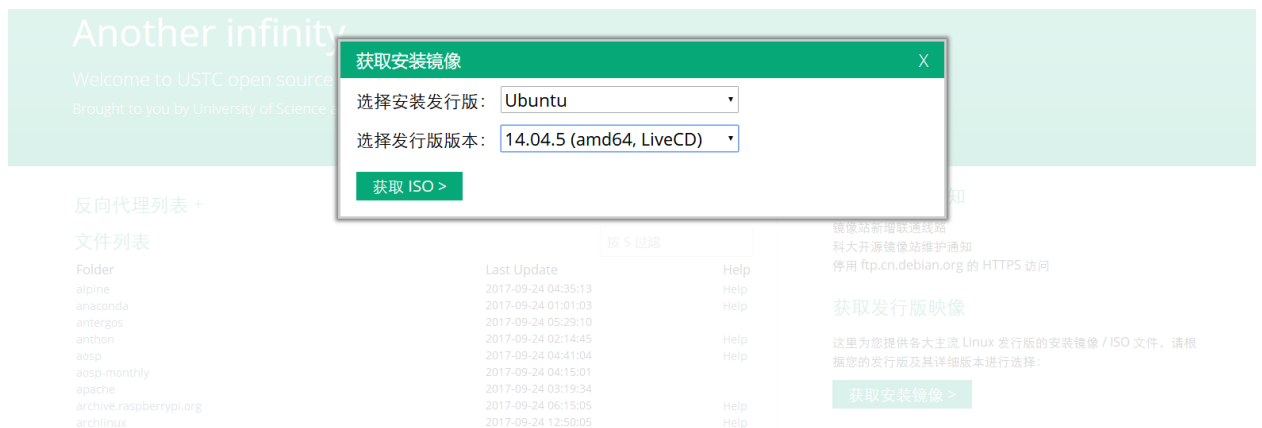 Another infinity
Welcome to USTC open source
Brought to you by University of Science
获取安装镜像 X
选择安装发行版： Ubuntu
选择发行版版本： 14.04.5 (amd64, LiveCD)
获取 ISO >
反向代理列表 +
文件列表 按 S 过滤
Folder Last Update Help
alpine 2017-09-24 04:35:13 Help
anaconda 2017-09-24 01:01:03 Help
antergos 2017-09-24 05:29:10
anthon 2017-09-24 02:14:45 Help
aosp 2017-09-24 04:41:04 Help
aosp-monthly 2017-09-24 04:15:01
apache 2017-09-24 03:19:34
archive.raspberrypi.org 2017-09-24 06:15:05 Help
archlinux 2017-09-24 12:50:05 Help
知
镜像站新增联通线路
科大开源镜像站维护通知
停用 ftp.cn.debian.org 的 HTTPS 访问
获取发行版映像
这里为您提供各大主流 Linux 发行版的安装镜像 / ISO 文件，请根
据您的发行版及其详细版本进行选择：
获取安装镜像 >